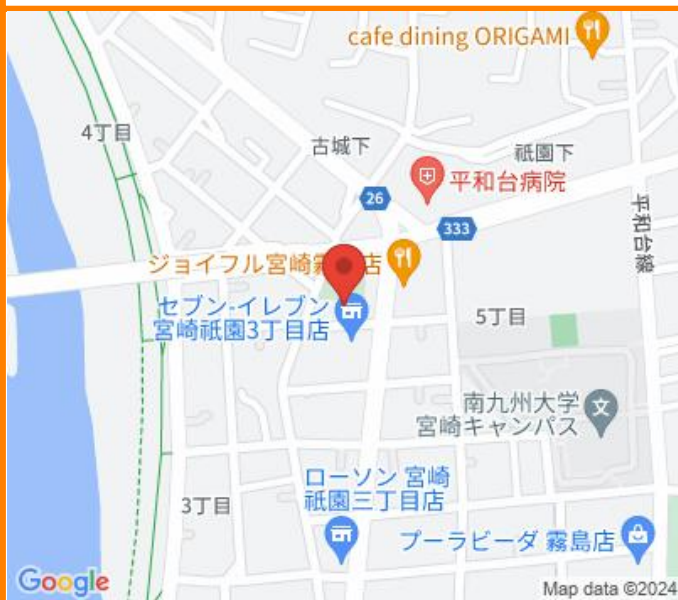 cafe dining ORIGAMI
4丁目
古城下
祇園下
平和台病院
26
333
平和台線
ジョイフル宮崎霧
店
セブン-イレブン
宮崎祇園3丁目店
5丁目
南九州大学
宮崎キャンパス
文
ローソン 宮崎
祇園三丁目店
3丁目
プーラビーダ 霧島店
Google
Map data ©2024